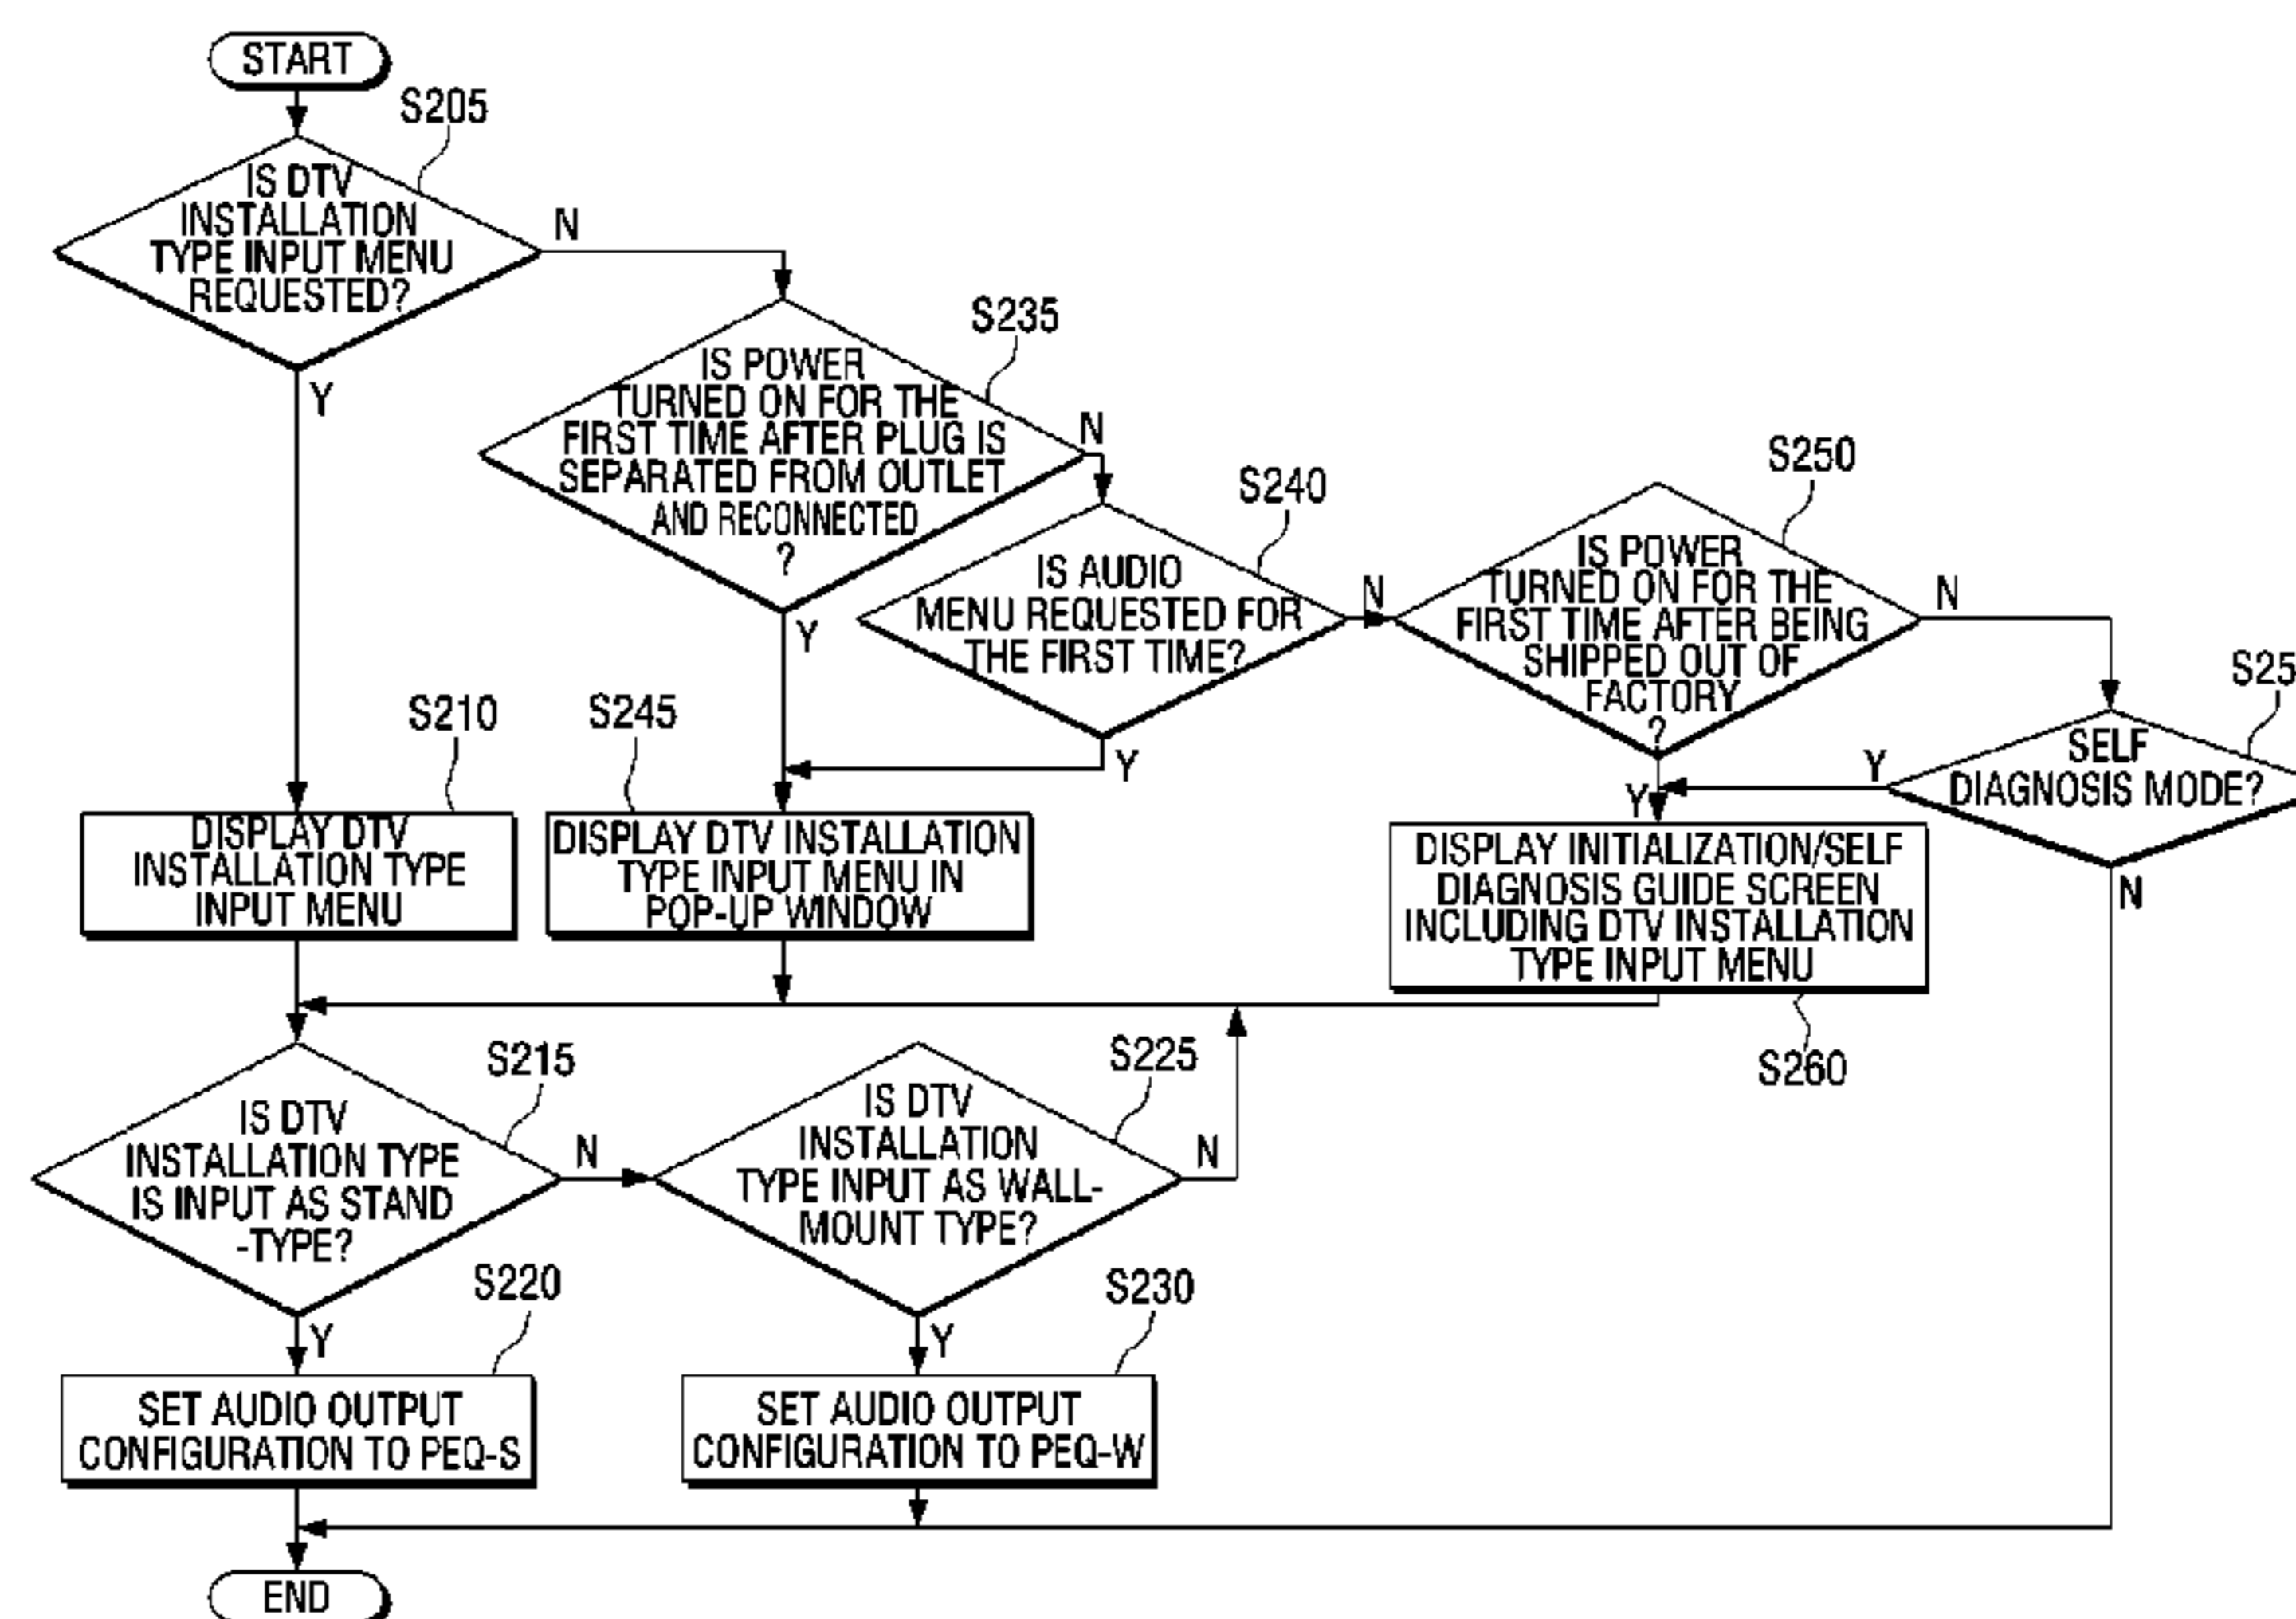 START
S205
IS DTV
INSTALLATION
TYPE INPUT MENU
REQUESTED?
N
Y
S235
IS POWER
TURNED ON FOR THE
FIRST TIME AFTER PLUG IS
SEPARATED FROM OUTLET
AND RECONNECTED
?
N
Y
S240
IS AUDIO
MENU REQUESTED FOR
THE FIRST TIME?
N
Y
S250
IS POWER
TURNED ON FOR THE
FIRST TIME AFTER BEING
SHIPPED OUT OF
FACTORY
?
N
Y
S25
SELF
DIAGNOSIS MODE?
Y
N
S210
DISPLAY DTV
INSTALLATION TYPE
INPUT MENU
S245
DISPLAY DTV INSTALLATION
TYPE INPUT MENU IN
POP-UP WINDOW
DISPLAY INITIALIZATION/SELF
DIAGNOSIS GUIDE SCREEN
INCLUDING DTV INSTALLATION
TYPE INPUT MENU
S260
S215
IS DTV
INSTALLATION TYPE
IS INPUT AS STAND
-TYPE?
N
Y
S225
IS DTV
INSTALLATION
TYPE INPUT AS WALL-
MOUNT TYPE?
N
Y
S220
SET AUDIO OUTPUT
CONFIGURATION TO PEQ-S
S230
SET AUDIO OUTPUT
CONFIGURATION TO PEQ-W
END